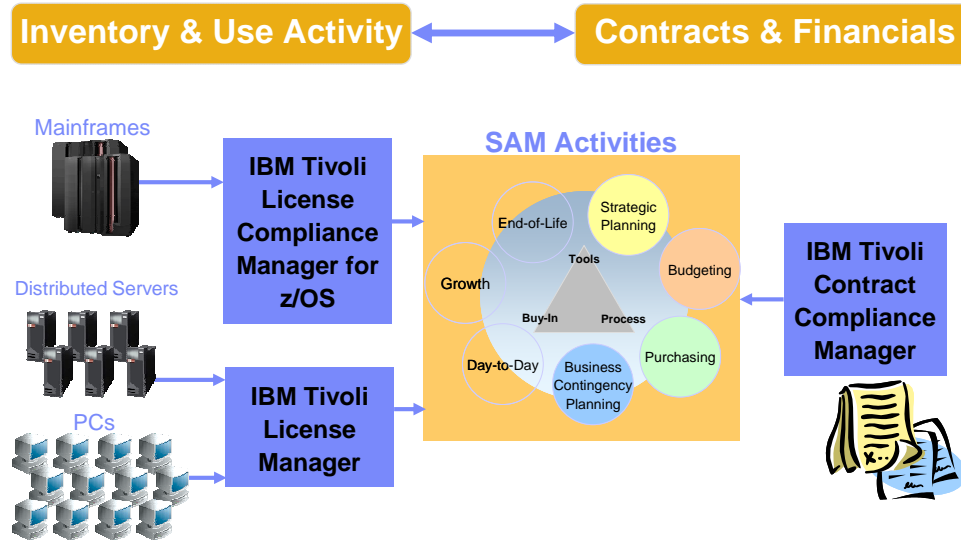 Inventory & Use Activity
Contracts & Financials
Mainframes
IBM Tivoli
License
Compliance
Manager for
z/OS
Distributed Servers
PCs
IBM Tivoli
License
Manager
SAM Activities
End-of-Life
Strategic
Planning
Growth
Tools
Budgeting
Buy-In
Process
Day-to-Day
Business
Contingency
Planning
Purchasing
IBM Tivoli
Contract
Compliance
Manager